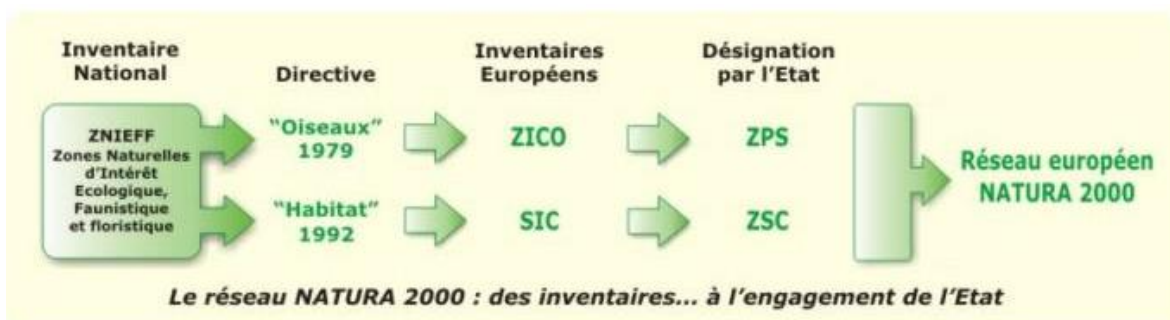 Inventaire
National
Directive
Inventaires
Européens
Désignation
par l'Etat
ZNIEFF
Zones Naturelles
d'Intérêt
Ecologique,
Faunistique
et floristique
"Oiseaux"
1979
ZICO
ZPS
"Habitat"
1992
SIC
ZSC
Réseau européen
NATURA 2000
Le réseau NATURA 2000 : des inventaires... à l'engagement de l'Etat